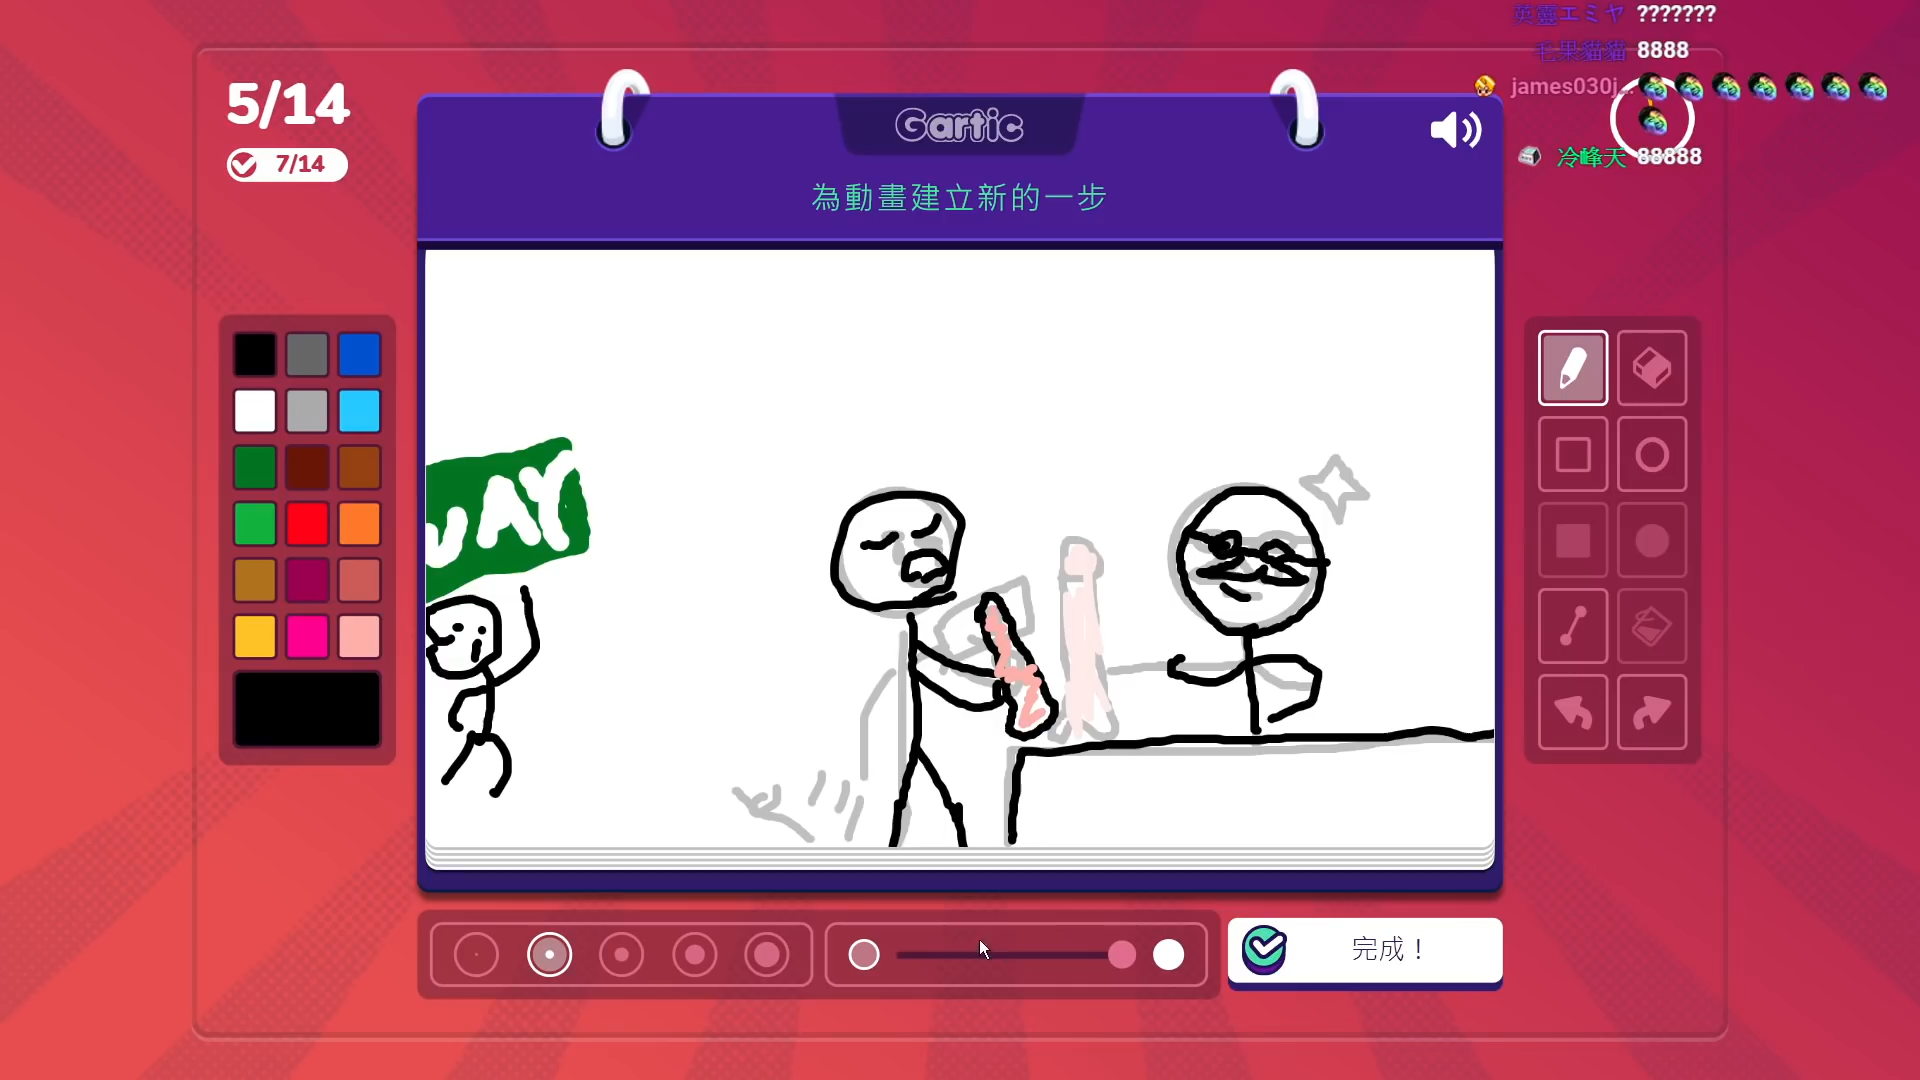 英靈エミヤ ???????
毛果貓貓 8888
james030j...
冷峰天 88888
5/14
7/14
Gartic
為動畫建立新的一步
WAY
完成！